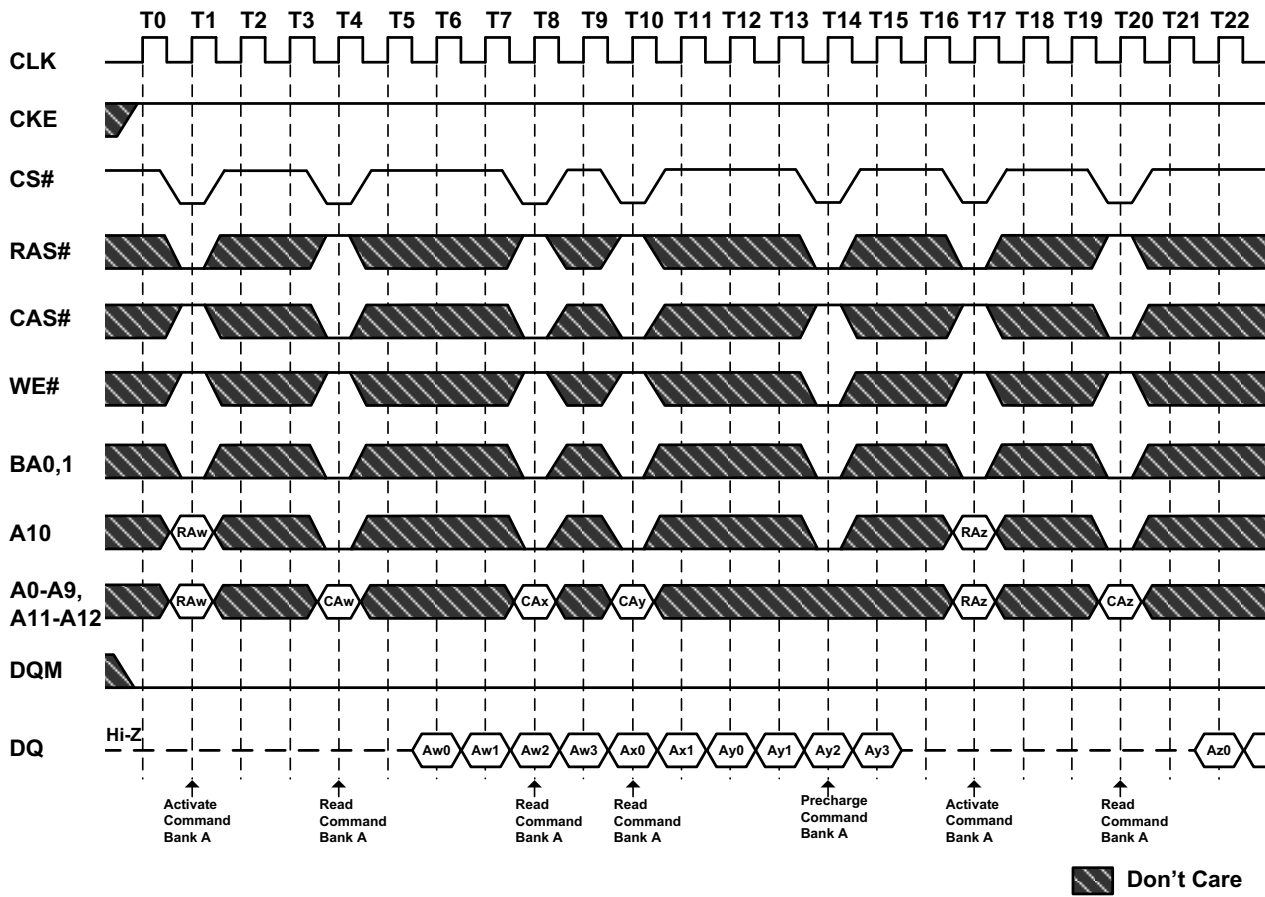 T0 T1 T2 T3 T4 T5 T6 T7 T8 T9 T10 T11 T12 T13 T14 T15 T16 T17 T18 T19 T20 T21 T22
CLK
CKE
CS#
RAS#
CAS#
WE#
BA0,1
A10
RAw RAz
A0-A9,
A11-A12
RAw CAw CAx CAy RAz CAz
DQM
DQ
Hi-Z
Aw0 Aw1 Aw2 Aw3 Ax0 Ax1 Ay0 Ay1 Ay2 Ay3 Az0
Activate
Command
Bank A
Read
Command
Bank A
Read
Command
Bank A
Read
Command
Bank A
Precharge
Command
Bank A
Activate
Command
Bank A
Read
Command
Bank A
Don't Care